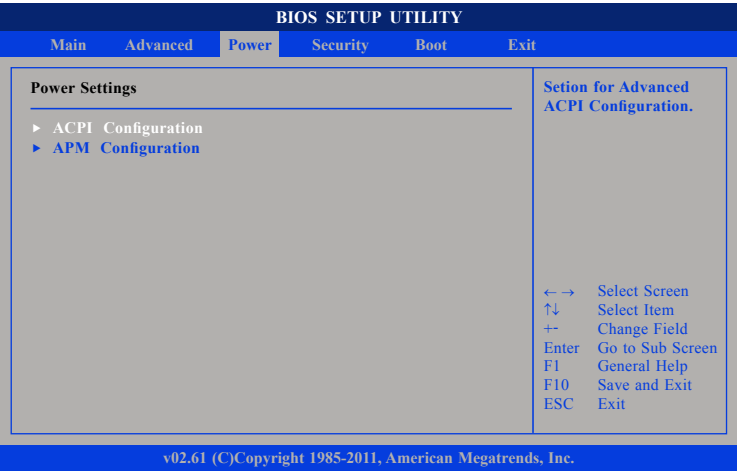 BIOS SETUP UTILITY
Main Advanced Power Security Boot Exit
Power Settings
▶ ACPI Configuration
▶ APM Configuration
Setion for Advanced
ACPI Configuration.
←→ Select Screen
↑↓ Select Item
+- Change Field
Enter Go to Sub Screen
F1 General Help
F10 Save and Exit
ESC Exit
v02.61 (C)Copyright 1985-2011, American Megatrends, Inc.